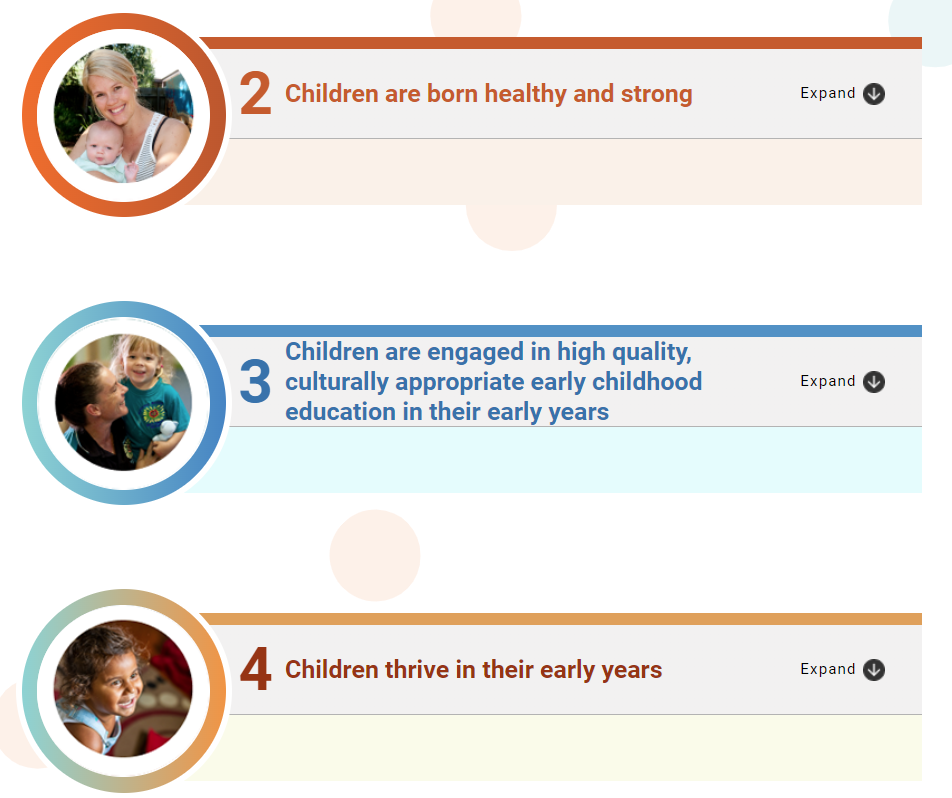 2
Children are born healthy and strong
Expand
3
Children are engaged in high quality,
culturally appropriate early childhood
education in their early years
Expand
4
Children thrive in their early years
Expand